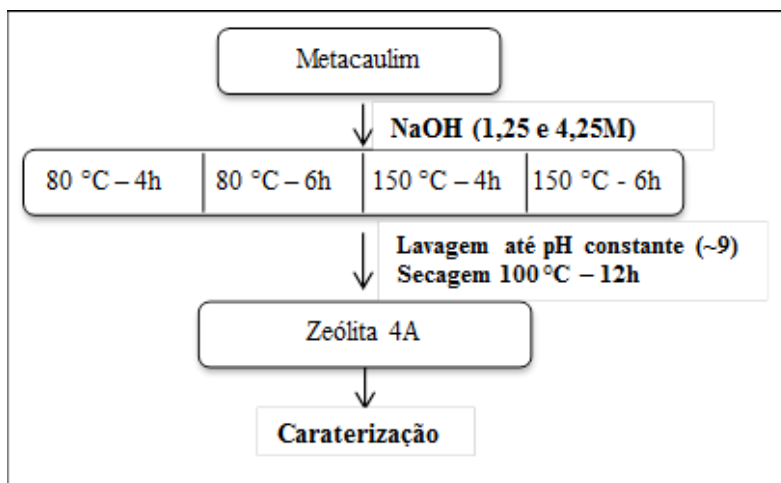 Metacaulim
NaOH (1,25 e 4,25M)
80 °C – 4h 80 °C – 6h 150 °C – 4h 150 °C - 6h
Lavagem até pH constante (~9)
Secagem 100 °C – 12h
Zeólita 4A
Caraterização